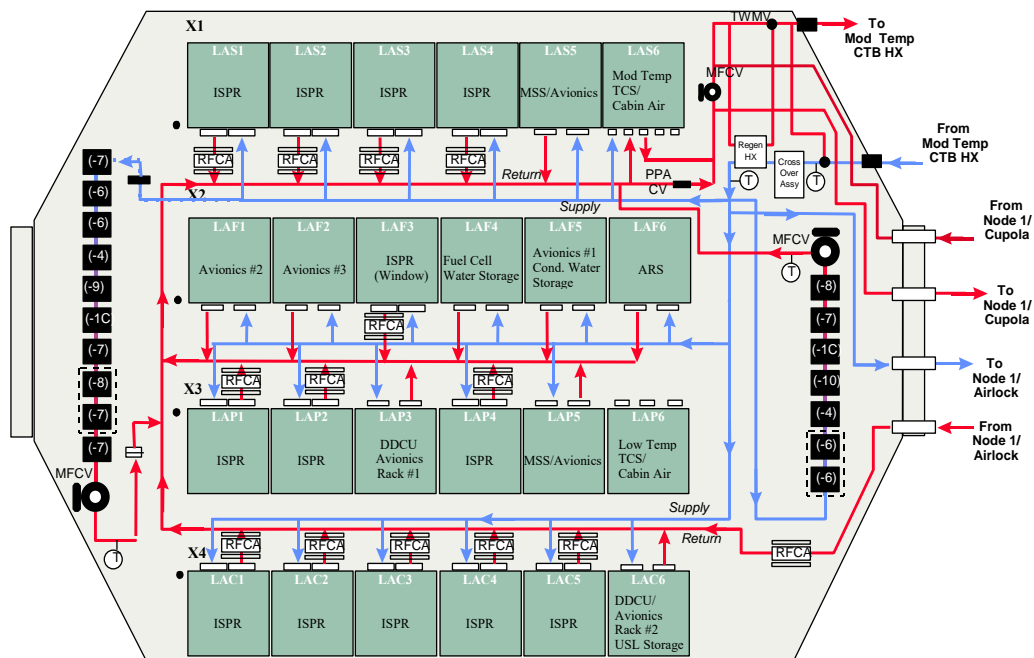 X1
TWMV
To
Mod Temp
CTB HX
LAS1
LAS2
LAS3
LAS4
LAS5
LAS6
ISPR
ISPR
ISPR
ISPR
MSS/Avionics
Mod Temp
TCS/
Cabin Air
MFCV
From
Mod Temp
CTB HX
Regen
HX
Cross
Over
Assy
RFCA
RFCA
RFCA
RFCA
Return
PPA
CV
T
T
X2
Supply
From
Node 1/
Cupola
LAF1
LAF2
LAF3
LAF4
LAF5
LAF6
Avionics #2
Avionics #3
ISPR
(Window)
Fuel Cell
Water Storage
Avionics #1
Cond. Water
Storage
ARS
MFCV
T
To
Node 1/
Cupola
RFCA
To
Node 1/
Airlock
X3
RFCA
RFCA
RFCA
LAP1
LAP2
LAP3
LAP4
LAP5
LAP6
ISPR
ISPR
DDCU
Avionics
Rack #1
ISPR
MSS/Avionics
Low Temp
TCS/
Cabin Air
From
Node 1/
Airlock
(-7)
(-6)
(-6)
(-4)
(-9)
(-1C)
(-7)
(-8)
(-7)
(-7)
MFCV
T
(-8)
(-7)
(-1C)
(-10)
(-4)
(-6)
(-6)
Supply
Return
X4
RFCA
RFCA
RFCA
RFCA
RFCA
RFCA
LAC1
LAC2
LAC3
LAC4
LAC5
LAC6
ISPR
ISPR
ISPR
ISPR
ISPR
DDCU/
Avionics
Rack #2
USL Storage